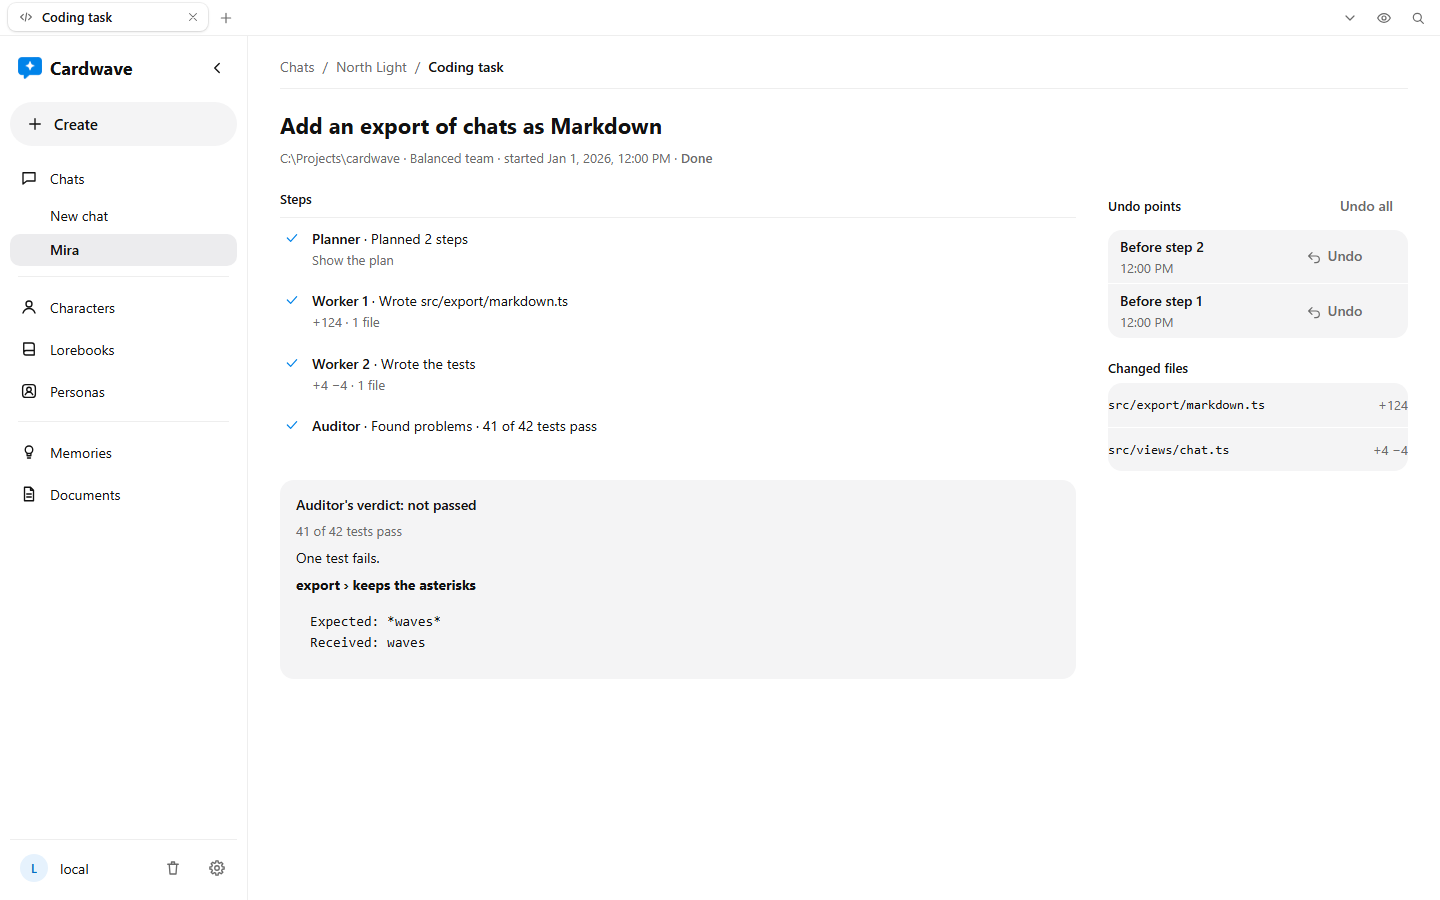 Coding task
Cardwave
Create
Chats
New chat
Mira
Characters
Lorebooks
Personas
Memories
Documents
L local
Chats / North Light / Coding task
Add an export of chats as Markdown
C:\Projects\cardwave · Balanced team · started Jan 1, 2026, 12:00 PM · Done
Steps
Planner · Planned 2 steps
Show the plan
Worker 1 · Wrote src/export/markdown.ts
+124 · 1 file
Worker 2 · Wrote the tests
+4 −4 · 1 file
Auditor · Found problems · 41 of 42 tests pass
Auditor's verdict: not passed
41 of 42 tests pass
One test fails.
export › keeps the asterisks
Expected: *waves*
Received: waves
Undo points Undo all
Before step 2
12:00 PM
Undo
Before step 1
12:00 PM
Undo
Changed files
src/export/markdown.ts +124
src/views/chat.ts +4 −4